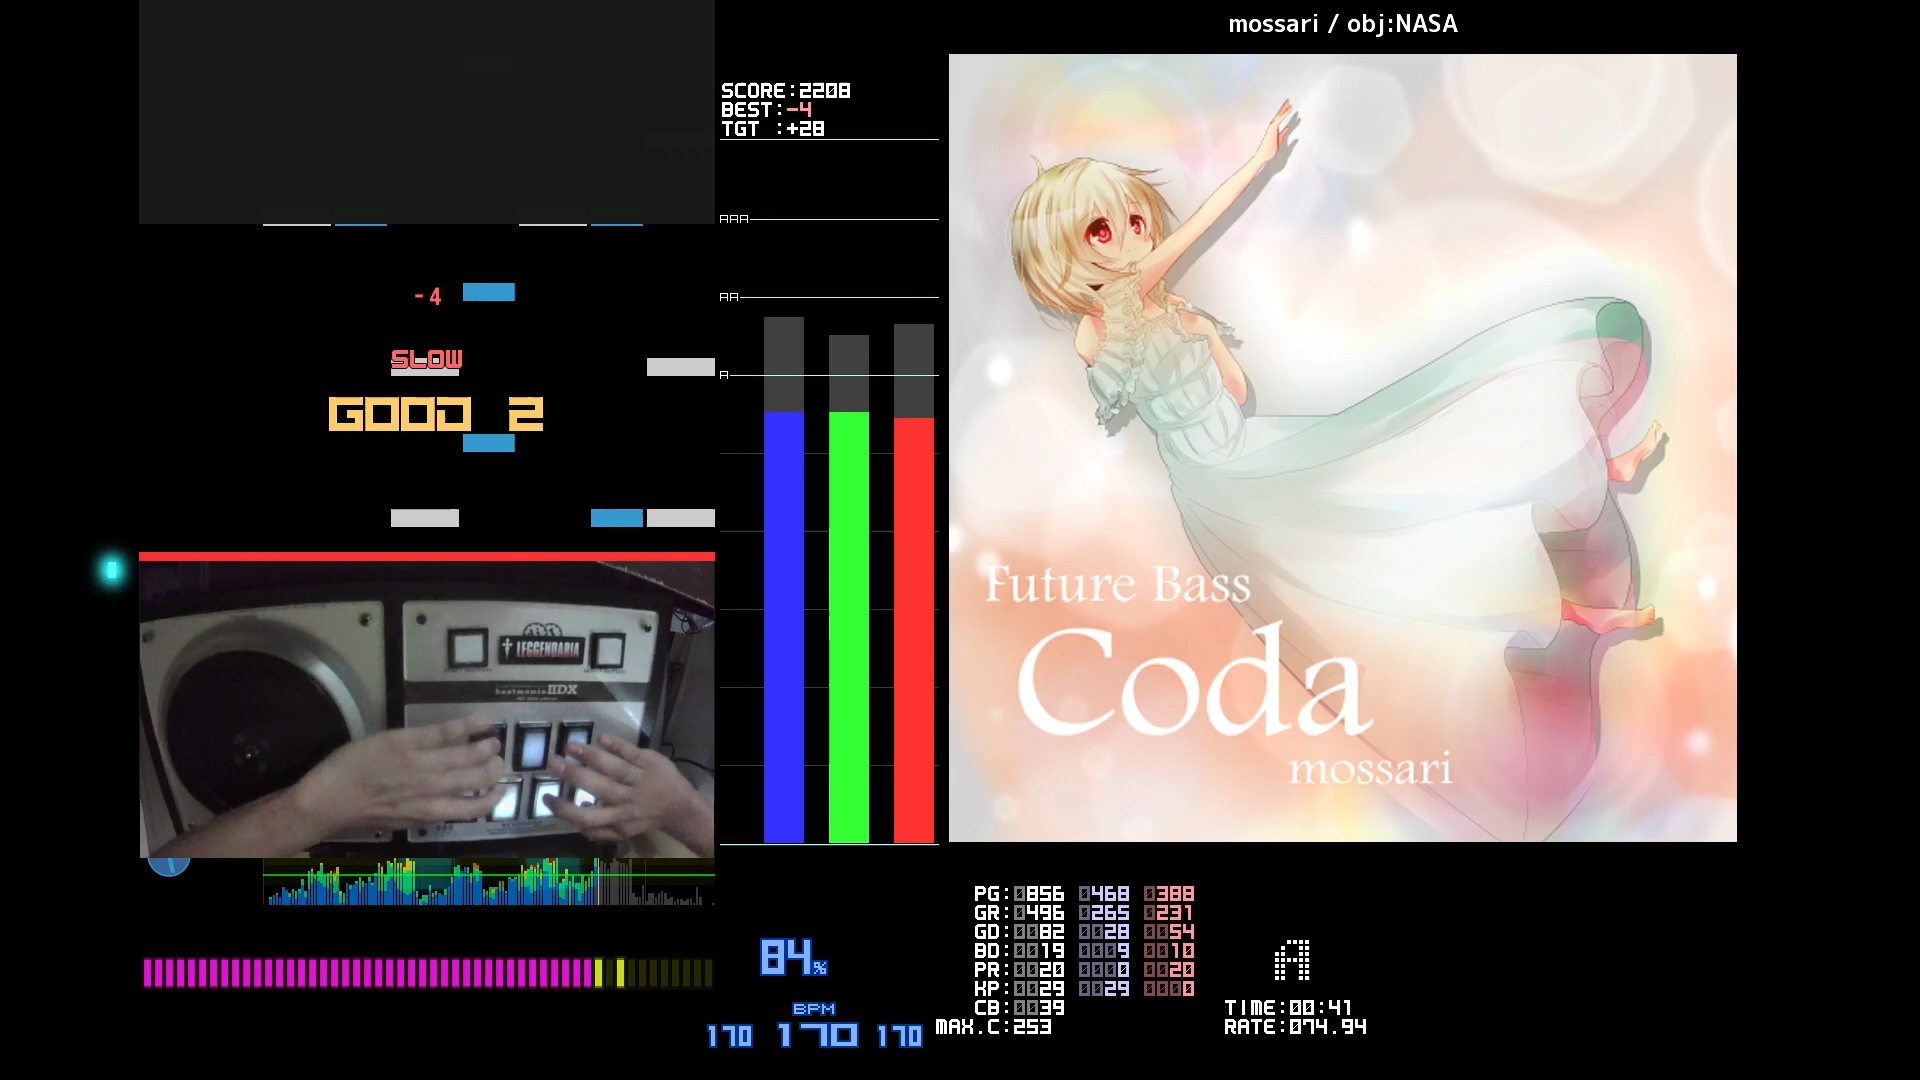 mossari / obj:NASA
SCORE:2208
BEST:-4
TGT :+28
AAA
AA
A
-4
SLOW
GOOD 2
LEGGENDARIA
beatmania IIDX
Future Bass
Coda
mossari
84%
BPM
170 170 170
PG:0856 0468 0388
GR:0496 0265 0231
GD:0082 0028 0054
BD:0019 0009 0010
PR:0020 0000 0020
KP:0029 0029 0000
CB:0039
MAX.C:253
A
TIME:00:41
RATE:074.94